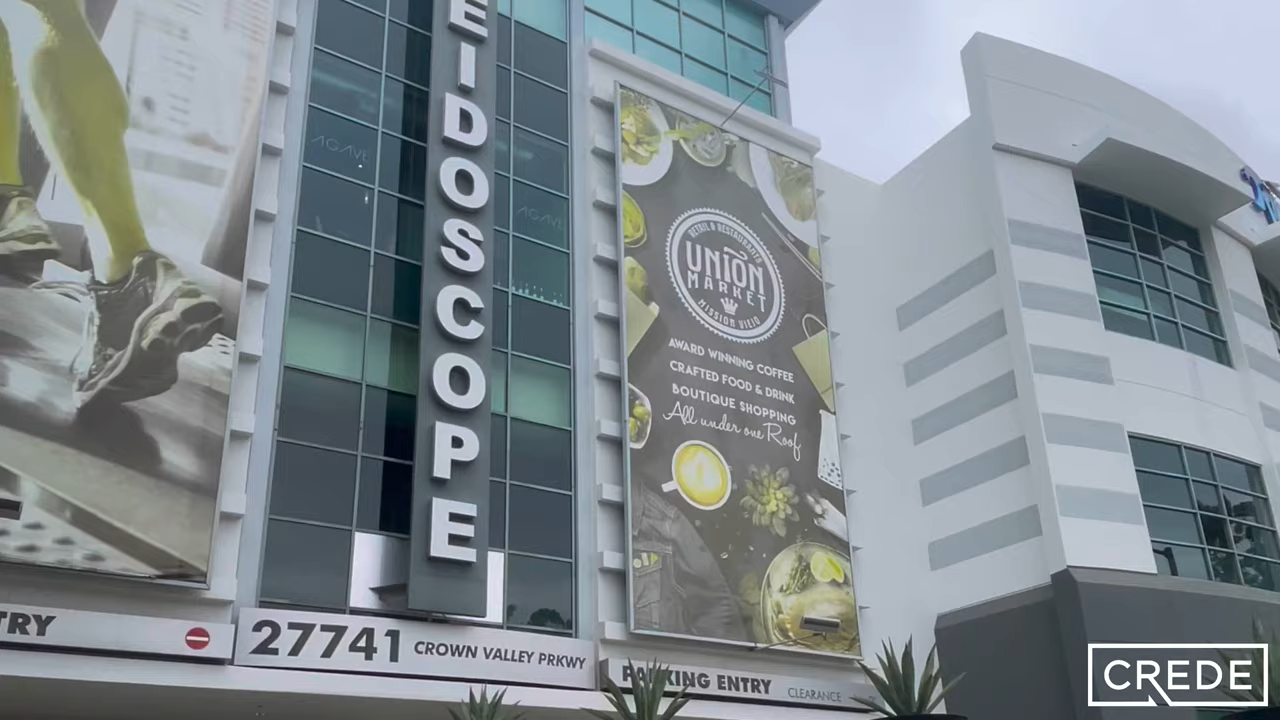 EIDOSCOPE
AGAVE
AGAVE
RETAIL & RESTAURANTS
UNION
MARKET
MISSION VIEJO
AWARD WINNING COFFEE
CRAFTED FOOD & DRINK
BOUTIQUE SHOPPING
All under one Roof
TRY
27741 CROWN VALLEY PRKWY
PARKING ENTRY CLEARANCE
CREDE